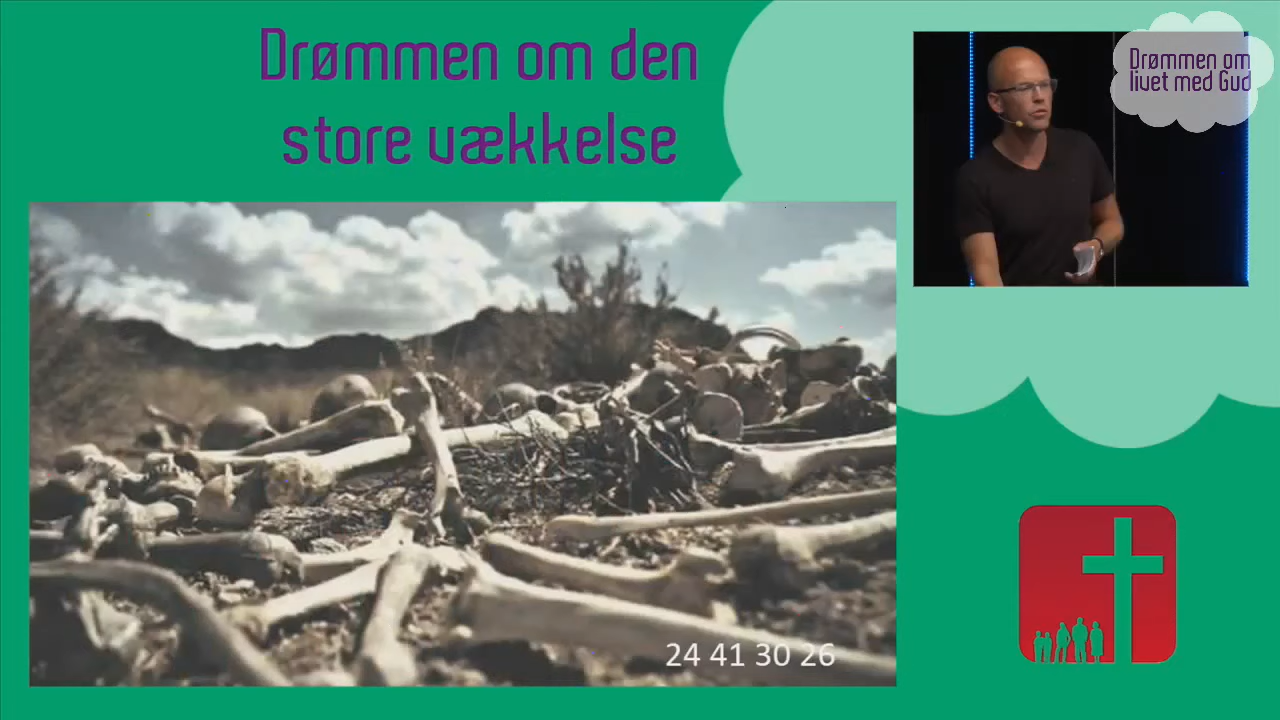 Drømmen om den
store vækkelse
Drømmen om
livet med Gud
24 41 30 26